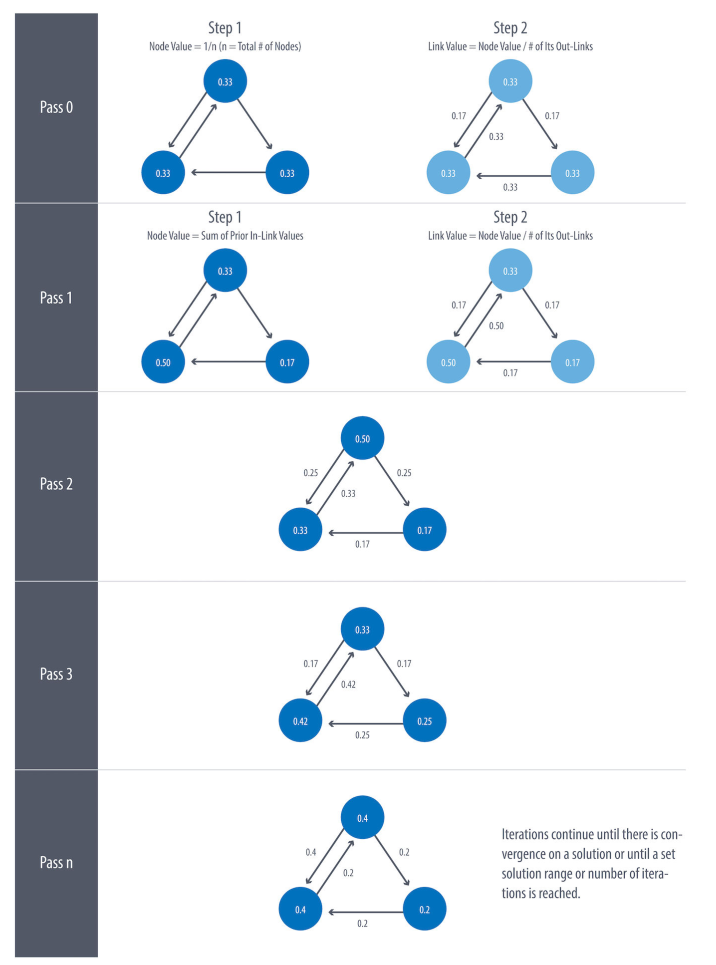 Step 1
Node Value = 1/n (n = Total # of Nodes)
Step 2
Link Value = Node Value / # of Its Out-Links
Pass 0
0.33
0.33
0.33
0.33
0.17
0.17
0.33
0.33
0.33
0.33
Step 1
Node Value = Sum of Prior In-Link Values
Step 2
Link Value = Node Value / # of Its Out-Links
Pass 1
0.33
0.50
0.17
0.33
0.17
0.17
0.50
0.50
0.17
0.17
Pass 2
0.50
0.25
0.25
0.33
0.33
0.17
0.17
Pass 3
0.33
0.17
0.17
0.42
0.42
0.25
0.25
Pass n
0.4
0.4
0.2
0.2
0.4
0.2
0.2
Iterations continue until there is con-
vergence on a solution or until a set
solution range or number of itera-
tions is reached.